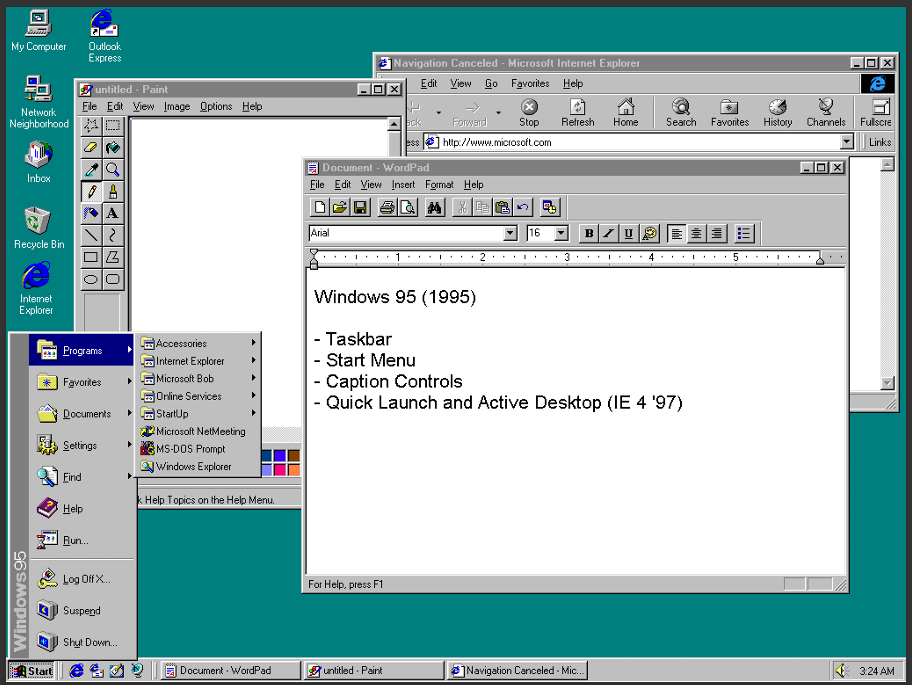 My Computer
Outlook
Express
Network
Neighborhood
Inbox
Recycle Bin
Internet
Explorer
Navigation Canceled - Microsoft Internet Explorer
Edit View Go Favorites Help
Forward Stop Refresh Home Search Favorites History Channels Fullscre
ess http://www.microsoft.com Links
untitled - Paint
File Edit View Image Options Help
A
k Help Topics on the Help Menu.
Document - WordPad
File Edit View Insert Format Help
Arial 16 B I U
1 2 3 4 5
Windows 95 (1995)
- Taskbar
- Start Menu
- Caption Controls
- Quick Launch and Active Desktop (IE 4 '97)
For Help, press F1
Programs
Favorites
Documents
Settings
Find
Help
Run...
Log Off X...
Suspend
Shut Down...
Windows95
Accessories
Internet Explorer
Microsoft Bob
Online Services
StartUp
Microsoft NetMeeting
MS-DOS Prompt
Windows Explorer
Start
Document - WordPad
untitled - Paint
Navigation Canceled - Mic...
3:24 AM